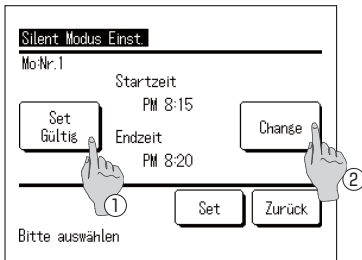 Silent Modus Einst.
Mo:Nr.1
Startzeit
PM 8:15
Set
Gültig
Endzeit
PM 8:20
Change
①
②
Set
Zurück
Bitte auswählen